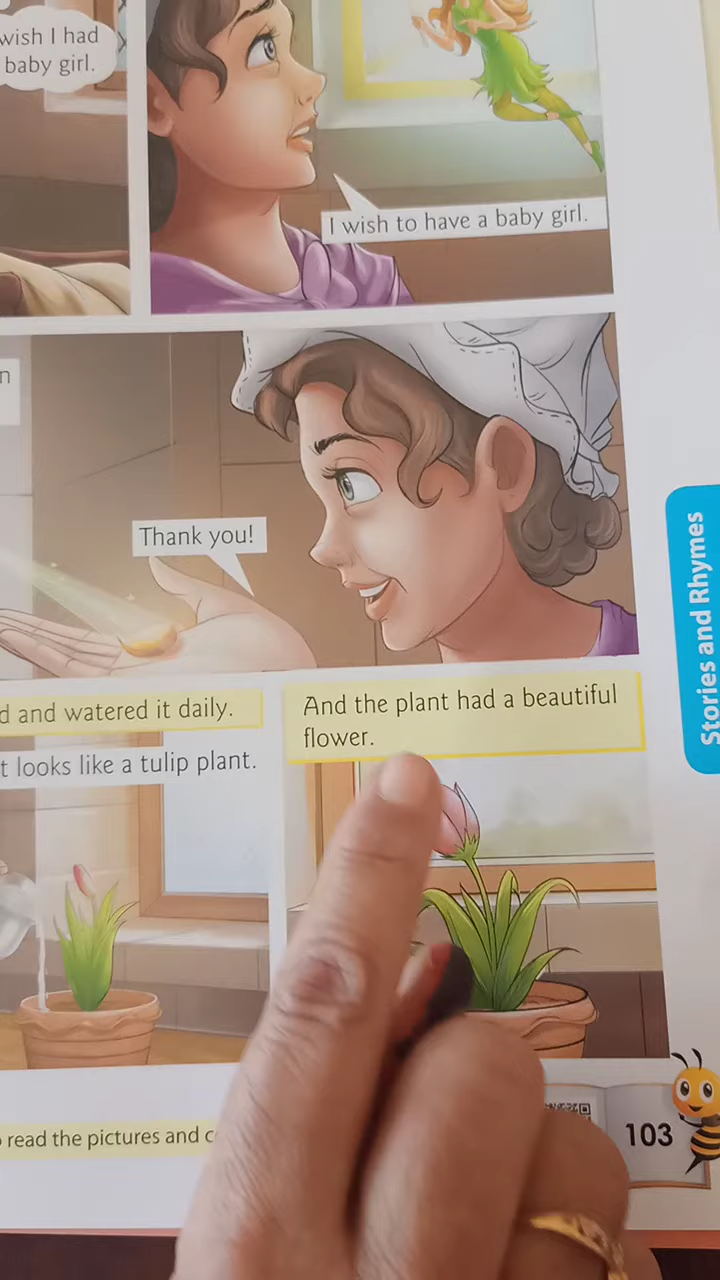 wish I had
baby girl.
I wish to have a baby girl.
Thank you!
and watered it daily.
looks like a tulip plant.
And the plant had a beautiful
flower.
Stories and Rhymes
read the pictures and
103